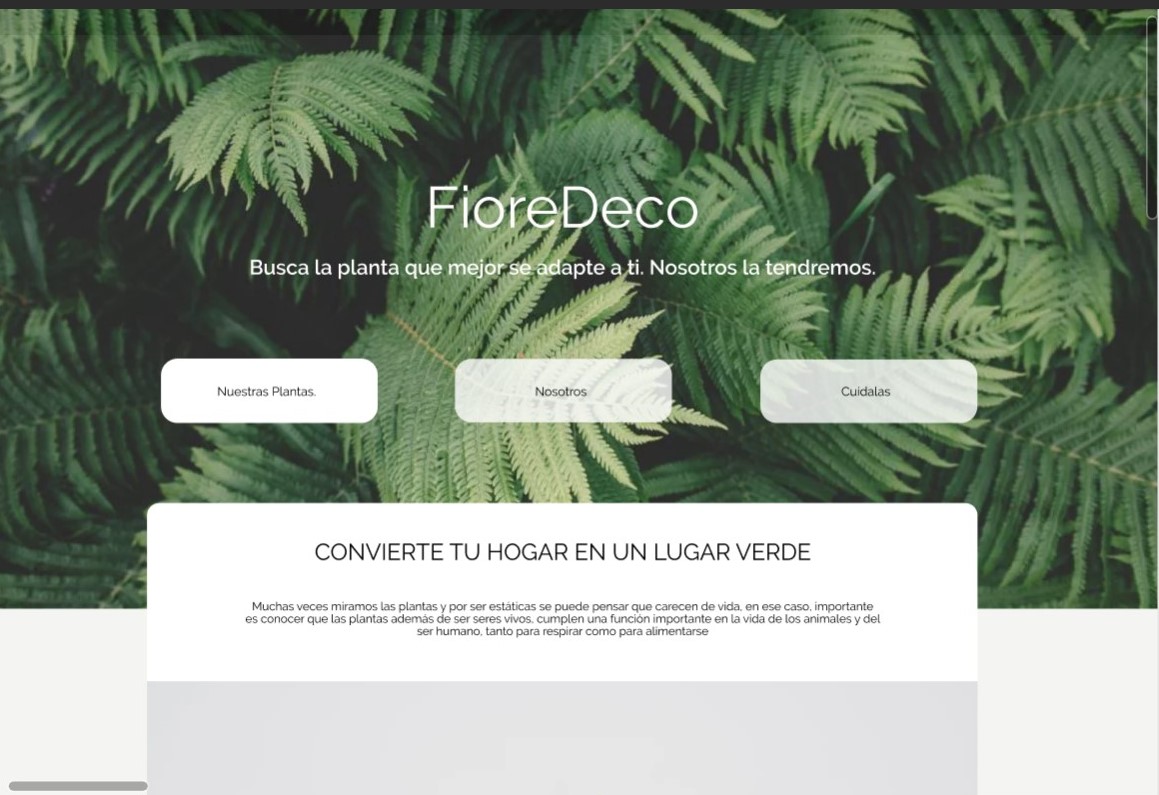 FioreDeco
Busca la planta que mejor se adapte a ti. Nosotros la tendremos.
Nuestras Plantas.
Nosotros
Cuidalas
CONVIERTE TU HOGAR EN UN LUGAR VERDE
Muchas veces miramos las plantas y por ser estáticas se puede pensar que carecen de vida, en ese caso, importante
es conocer que las plantas además de ser seres vivos, cumplen una función importante en la vida de los animales y del
ser humano, tanto para respirar como para alimentarse